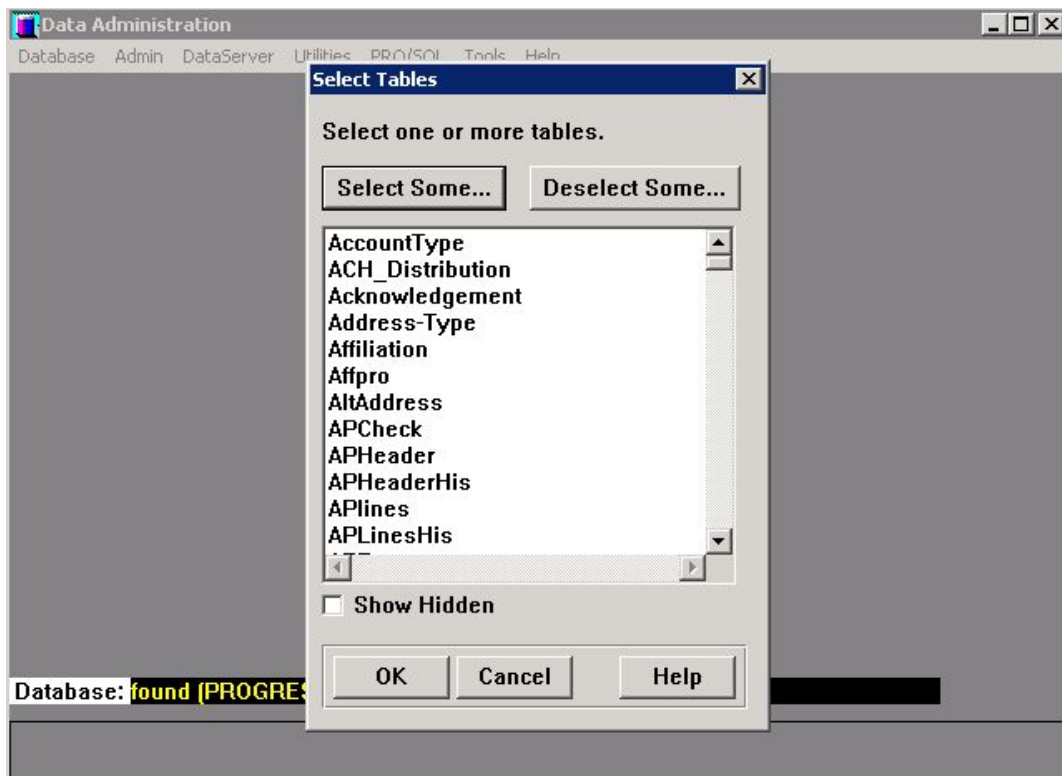 Data Administration
Database Admin DataServer Utilities PRO/SQL Tools Help
Select Tables
Select one or more tables.
Select Some... Deselect Some...
AccountType
ACH_Distribution
Acknowledgement
Address-Type
Affiliation
Affpro
AltAddress
APCheck
APHeader
APHeaderHis
APlines
APLinesHis
Show Hidden
OK Cancel Help
Database: found (PROGRES